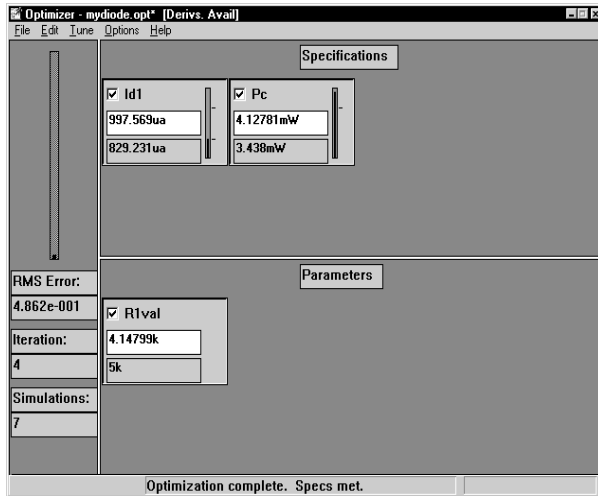 Optimizer - mydiode.opt* [Derivs. Avail]
File Edit Tune Options Help
Specifications
Id1
997.569ua
829.231ua
Pc
4.12781mW
3.438mW
RMS Error:
4.862e-001
Iteration:
4
Simulations:
7
Parameters
R1val
4.14799k
5k
Optimization complete. Specs met.